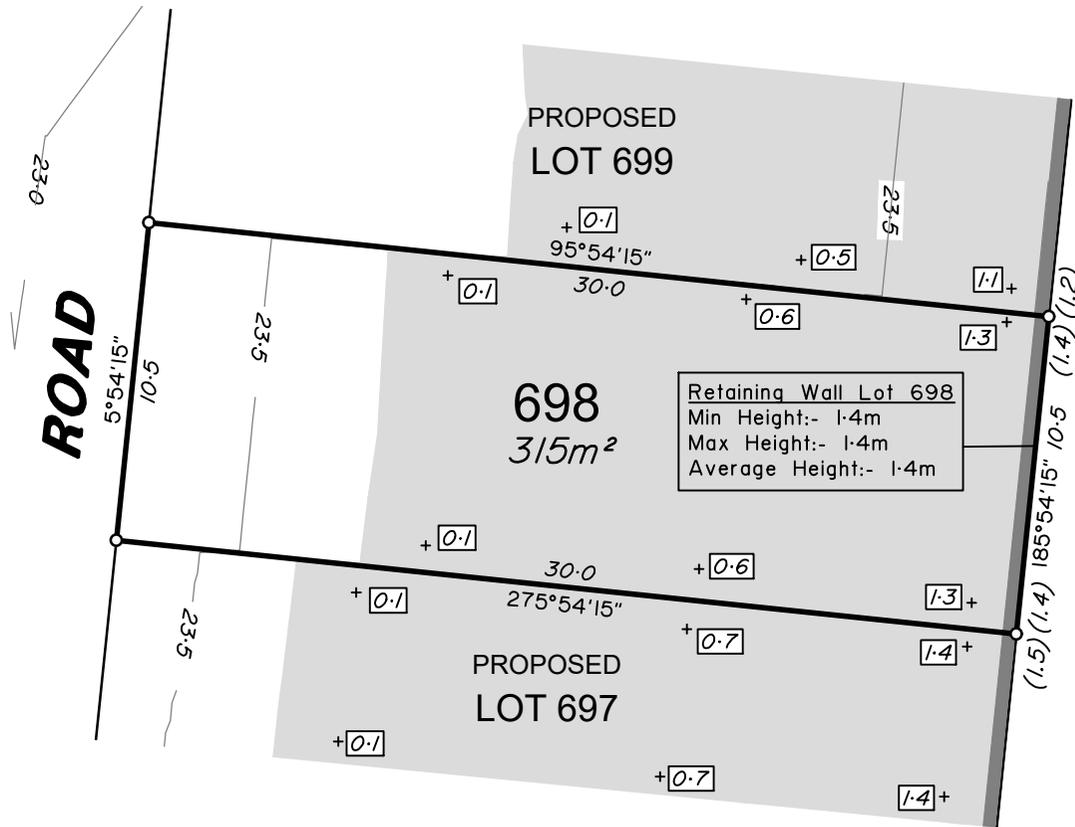 PROPOSED
LOT 699
23·0
23·5
0·1
95°54'15"
0·5
30·0
1·1
0·1
0·6
1·3
(1.4) (1.2)
ROAD
5°54'15"
10·5
23·5
698
315m²
Retaining Wall Lot 698
Min Height:- 1·4m
Max Height:- 1·4m
Average Height:- 1·4m
185°54'15" 10·5
0·1
30·0
0·6
1·3
0·1
275°54'15"
0·7
1·4
(1.5) (1.4)
23·5
PROPOSED
LOT 697
0·1
0·7
1·4